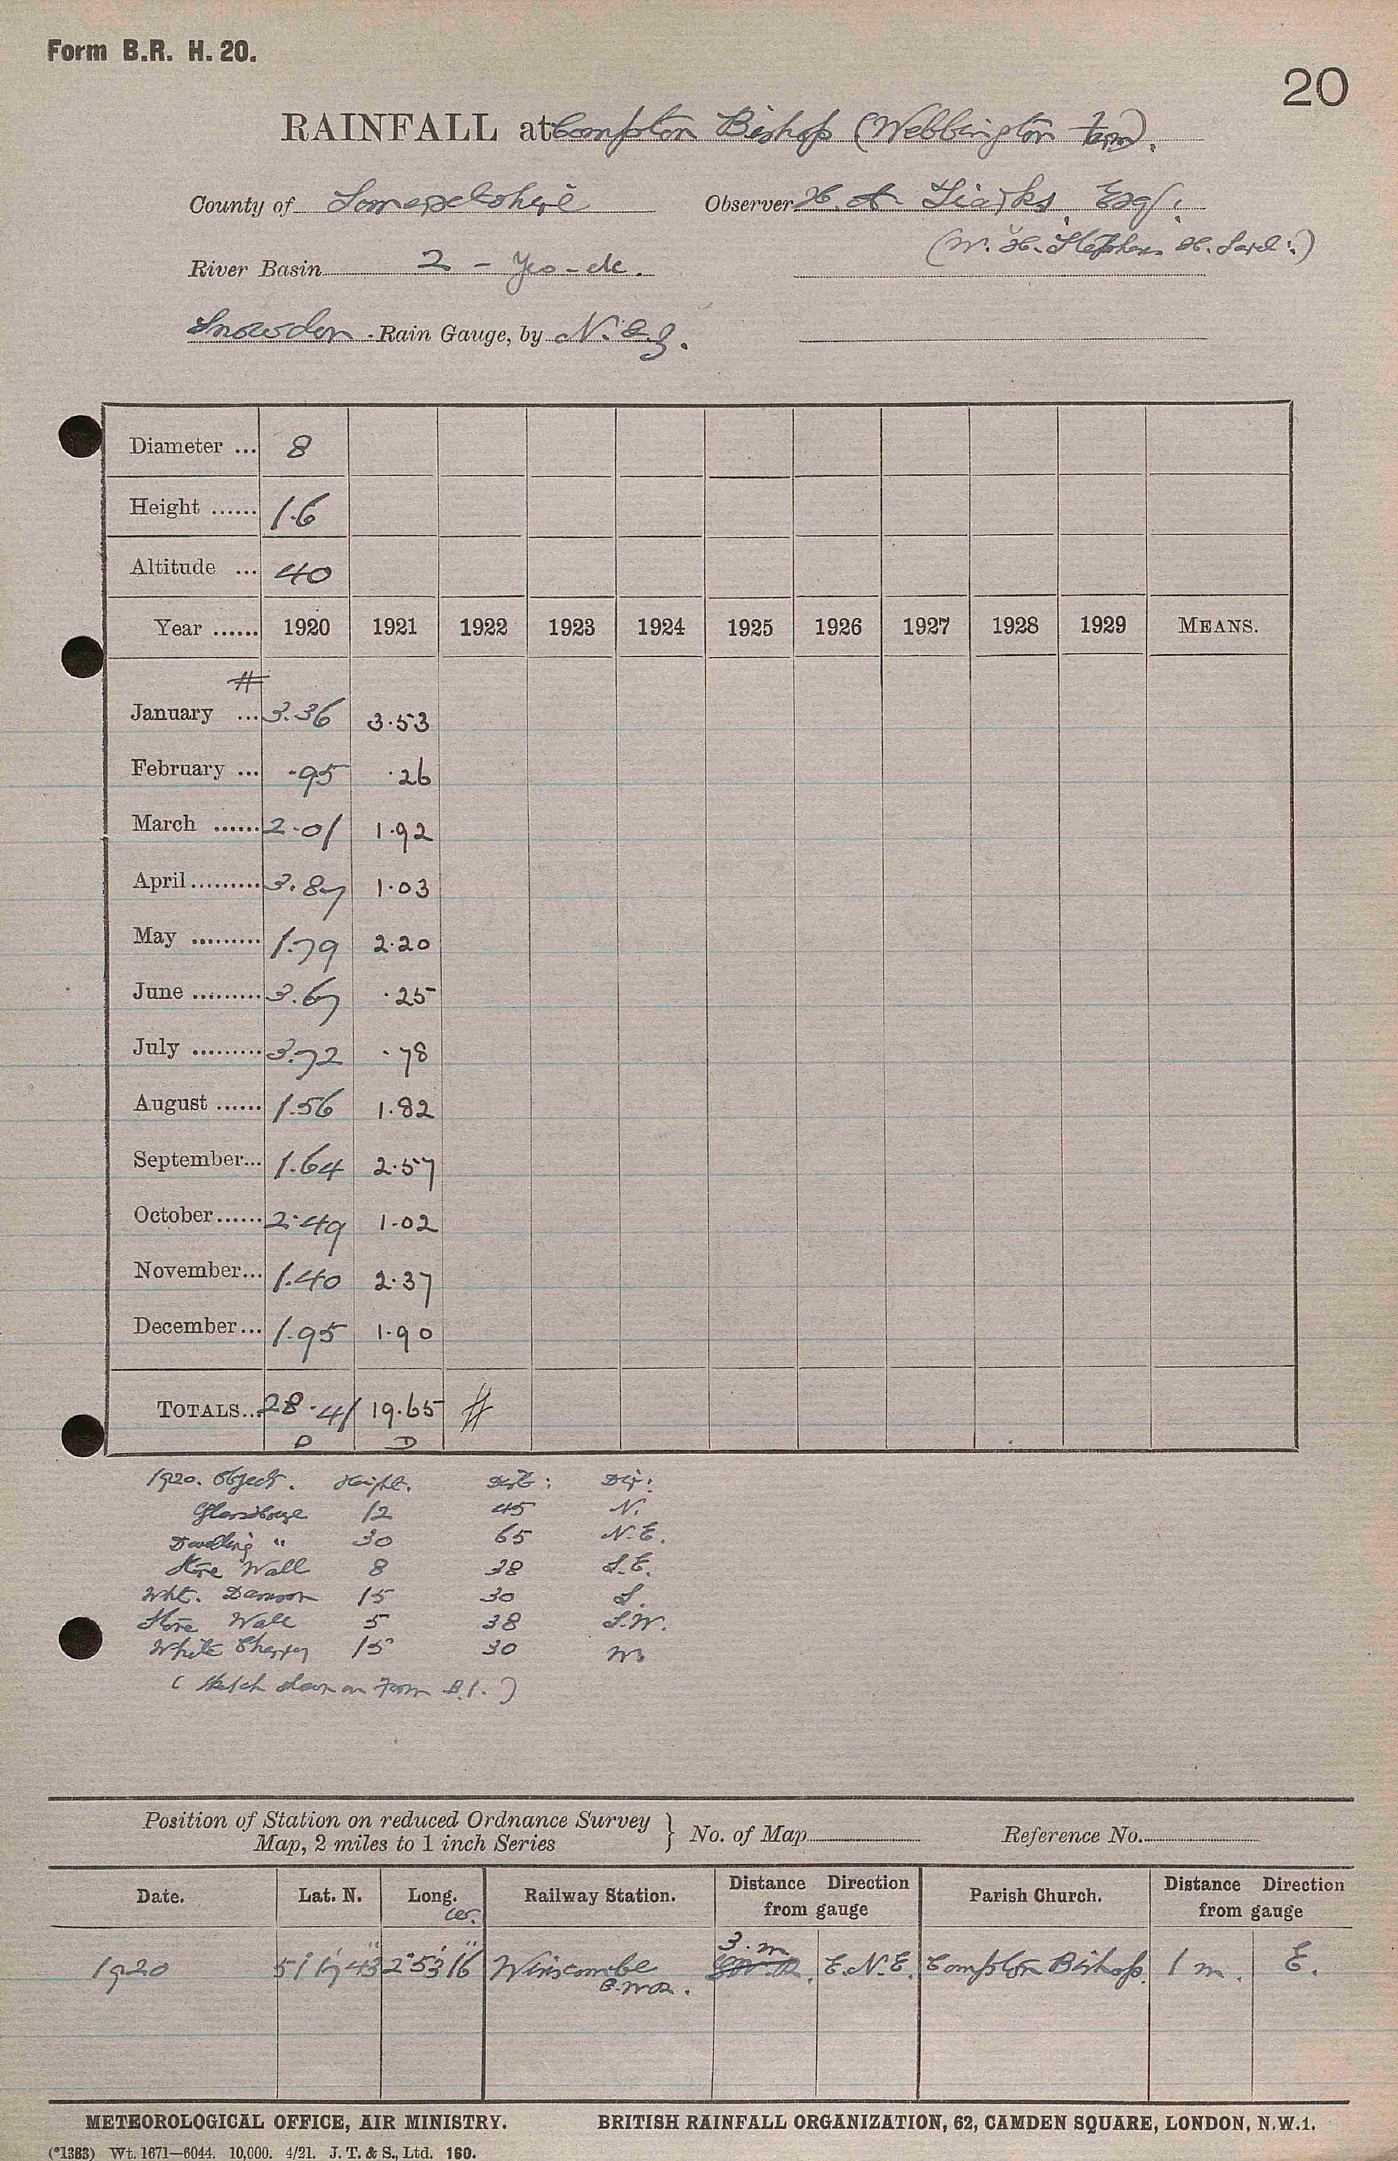 Form B.R. H. 20.
20
RAINFALL at Compton Bishop (Webbington
County of Somersetshire Observer H. A. Tiarks Esq.
(W. H. Stephens H. Gard:)
River Basin 2 - Yeo - etc.
Snowdon Rain Gauge, by N. & Z.
Diameter ... 8
Height ...... 1.6
Altitude ... 40
Year ...... 1920 1921 1922 1923 1924 1925 1926 1927 1928 1929 MEANS.
#
January ... 3.36 3.53
February ... .95 .26
March ...... 2.01 1.92
April ......... 3.87 1.03
May ......... 1.79 2.20
June ......... 3.67 .25
July ......... 3.72 .78
August ...... 1.56 1.82
September... 1.64 2.57
October...... 2.49 1.02
November... 1.40 2.37
December... 1.95 1.90
TOTALS... 28.41 19.65 #
D D
1920. Object. Height. Dist: Dir:
Glasshouse 12 45 N.
Dwelling " 30 65 N.E.
Stone Wall 8 38 S.E.
Wht. Damson 15 30 S.
Stone Wall 5 38 S.W.
White Cherry 15 30 W.
(Sketch shown on Form B.1.)
Position of Station on reduced Ordnance Survey
Map, 2 miles to 1 inch Series } No. of Map Reference No.
Date. Lat. N. Long. W. Railway Station. Distance Direction from gauge Parish Church. Distance Direction from gauge
1920 51° 17' 43" 2° 53' 16" Winscombe G.W.R. 3. m. E.N.E. Compton Bishop. 1 m. E.
METEOROLOGICAL OFFICE, AIR MINISTRY. BRITISH RAINFALL ORGANIZATION, 62, CAMDEN SQUARE, LONDON, N.W.1.
(*1383) Wt. 1671—6044. 10,000. 4/21. J. T. & S., Ltd. 160.